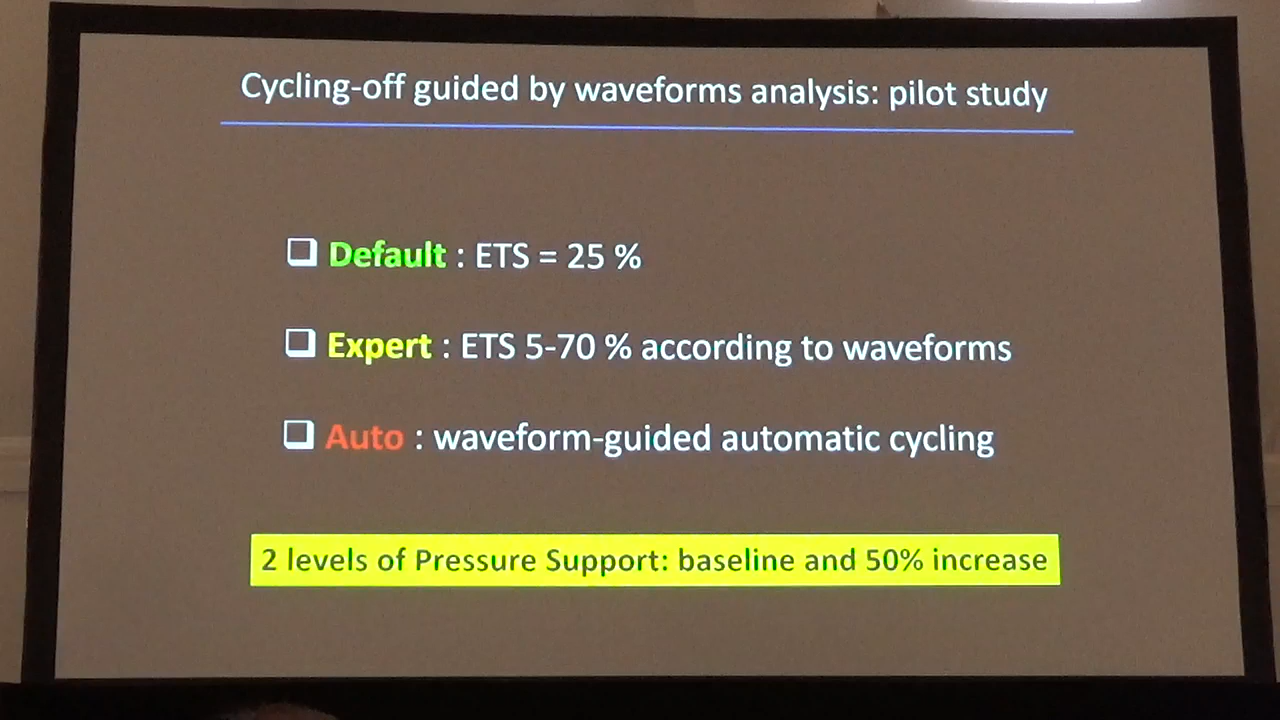 Cycling-off guided by waveforms analysis: pilot study
Default : ETS = 25 %
Expert : ETS 5-70 % according to waveforms
Auto : waveform-guided automatic cycling
2 levels of Pressure Support: baseline and 50% increase